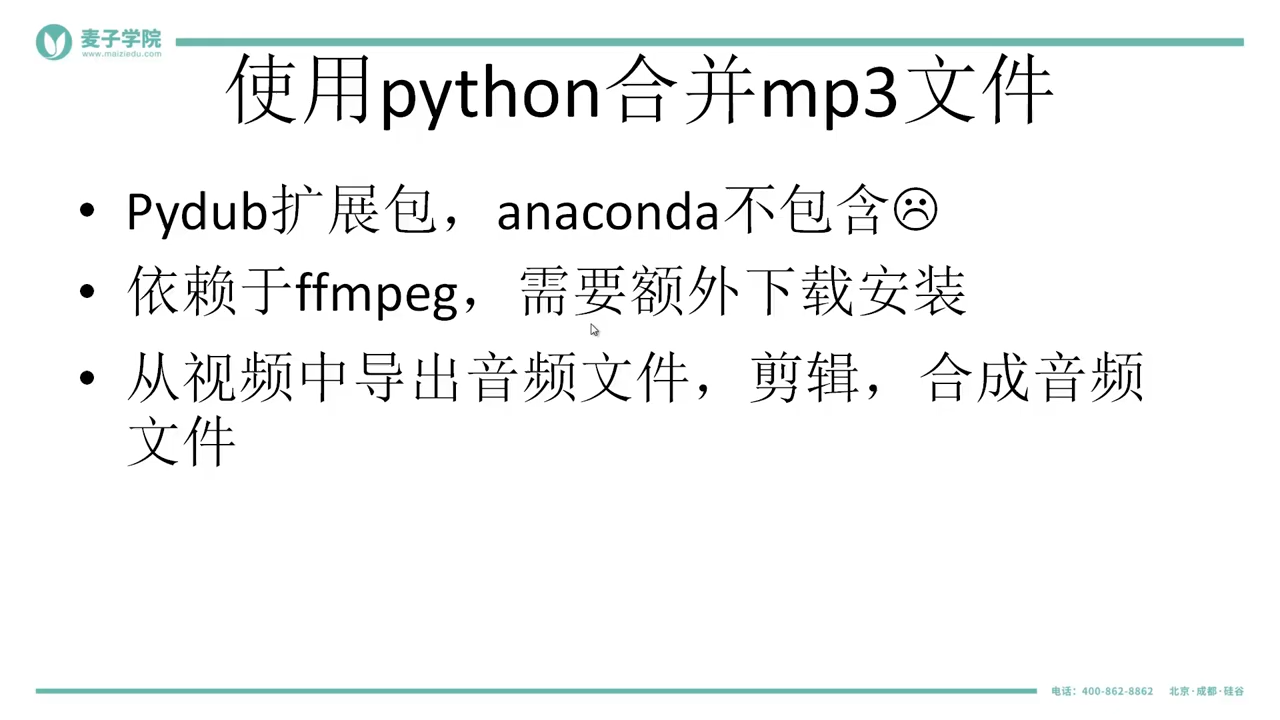 麦子学院
www.maiziedu.com
使用python合并mp3文件
• Pydub扩展包，anaconda不包含☹
• 依赖于ffmpeg，需要额外下载安装
• 从视频中导出音频文件，剪辑，合成音频
文件
电话：400-862-8862 北京·成都·硅谷